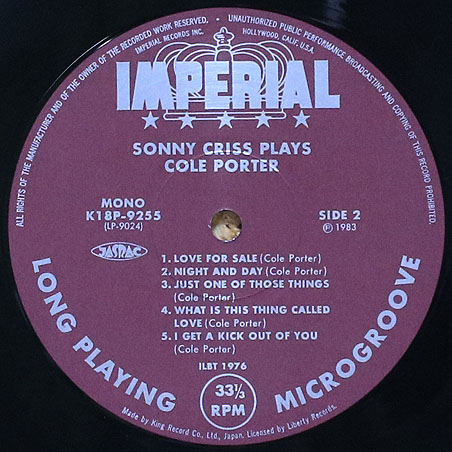 ALL RIGHTS OF THE MANUFACTURER AND OF THE OWNER OF THE RECORDED WORK RESERVED. UNAUTHORIZED PUBLIC PERFORMANCE BROADCASTING AND COPYING OF THIS RECORD PROHIBITED.
IMPERIAL RECORDS INC. HOLLYWOOD, CALIF. U.S.A.
IMPERIAL
SONNY CRISS PLAYS
COLE PORTER
MONO
K18P-9255
(LP-9024)
SIDE 2
Ⓟ 1983
JASRAC
1. LOVE FOR SALE (Cole Porter)
2. NIGHT AND DAY (Cole Porter)
3. JUST ONE OF THOSE THINGS
(Cole Porter)
4. WHAT IS THIS THING CALLED
LOVE (Cole Porter)
5. I GET A KICK OUT OF YOU
(Cole Porter)
ILBT 1976
33⅓
RPM
LONG PLAYING MICROGROOVE
Made by King Record Co., Ltd., Japan, Licensed by Liberty Records.